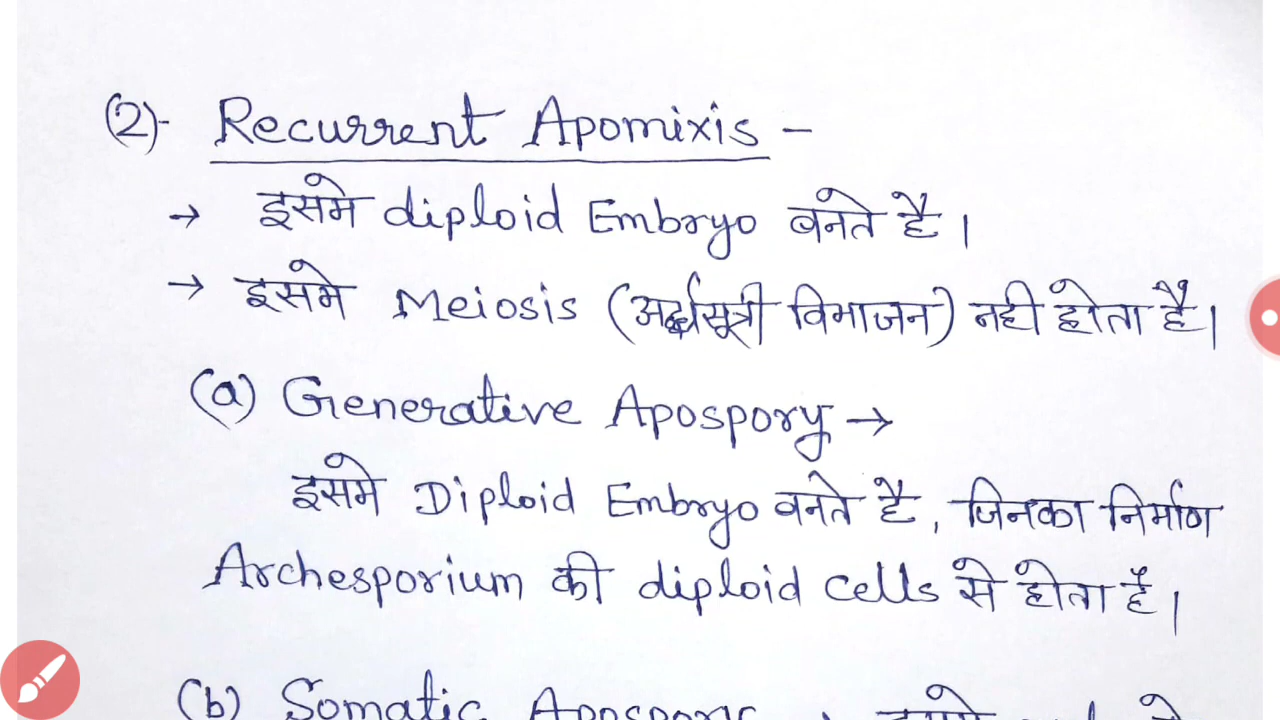 (2)- Recurrent Apomixis -
→ इसमे diploid Embryo बनते है।
→ इसमे Meiosis (अर्द्धसूत्री विभाजन) नही होता है।
(a) Generative Apospory →
इसमे Diploid Embryo बनते है, जिनका निर्माण
Archesporium की diploid cells से होता है।
(b) Somatic